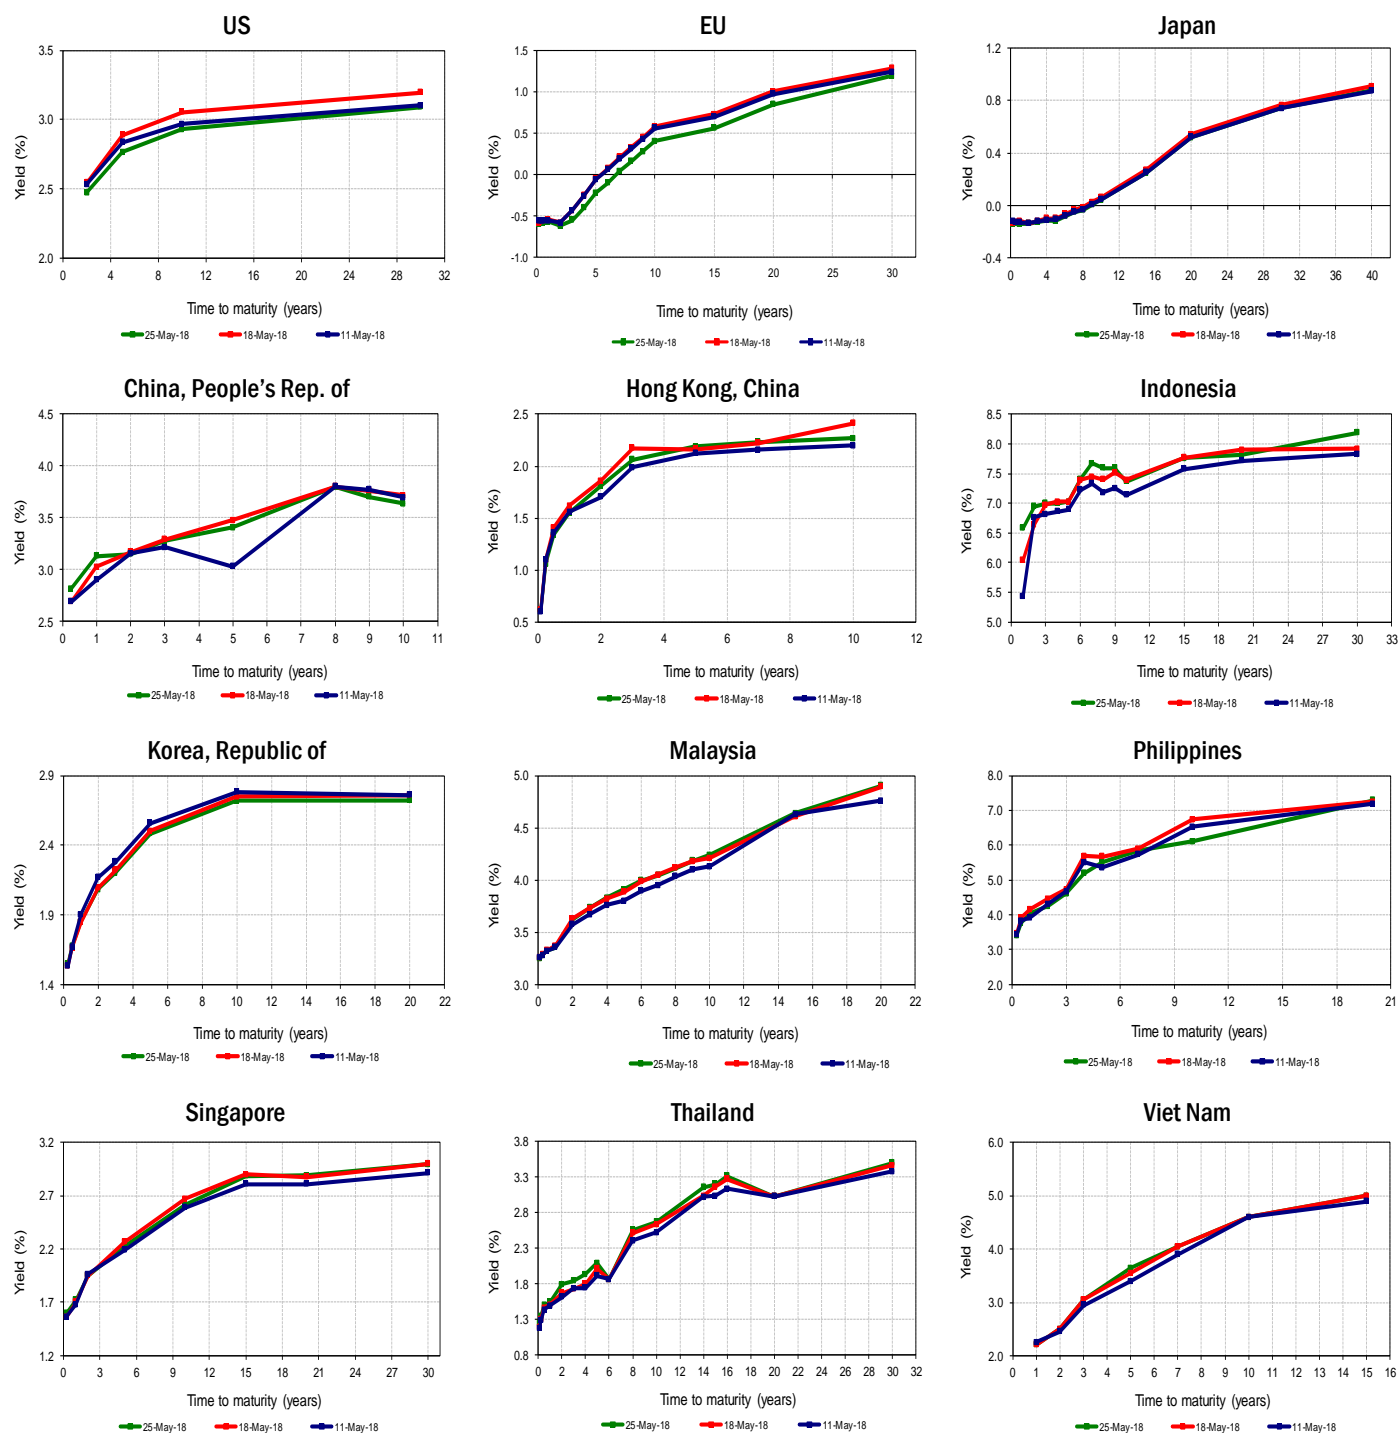 US
EU
Japan
3.5
3.0
2.5
2.0
Yield (%)
0 4 8 12 16 20 24 28 32
Time to maturity (years)
25-May-18 18-May-18 11-May-18
1.5
1.0
0.5
0.0
-0.5
-1.0
Yield (%)
0 5 10 15 20 25 30
Time to maturity (years)
25-May-18 18-May-18 11-May-18
1.2
0.8
0.4
0.0
-0.4
Yield (%)
0 4 8 12 16 20 24 28 32 36 40
Time to maturity (years)
25-May-18 18-May-18 11-May-18
China, People's Rep. of
Hong Kong, China
Indonesia
4.5
4.0
3.5
3.0
2.5
Yield (%)
0 1 2 3 4 5 6 7 8 9 10 11
Time to maturity (years)
25-May-18 18-May-18 11-May-18
2.5
2.0
1.5
1.0
0.5
Yield (%)
0 2 4 6 8 10 12
Time to maturity (years)
25-May-18 18-May-18 11-May-18
8.5
8.0
7.5
7.0
6.5
6.0
5.5
5.0
Yield (%)
0 3 6 9 12 15 18 21 24 27 30 33
Time to maturity (years)
25-May-18 18-May-18 11-May-18
Korea, Republic of
Malaysia
Philippines
2.9
2.4
1.9
1.4
Yield (%)
0 2 4 6 8 10 12 14 16 18 20 22
Time to maturity (years)
25-May-18 18-May-18 11-May-18
5.0
4.5
4.0
3.5
3.0
Yield (%)
0 2 4 6 8 10 12 14 16 18 20 22
Time to maturity (years)
25-May-18 18-May-18 11-May-18
8.0
7.0
6.0
5.0
4.0
3.0
2.0
Yield (%)
0 3 6 9 12 15 18 21
Time to maturity (years)
25-May-18 18-May-18 11-May-18
Singapore
Thailand
Viet Nam
3.2
2.7
2.2
1.7
1.2
Yield (%)
0 3 6 9 12 15 18 21 24 27 30
Time to maturity (years)
25-May-18 18-May-18 11-May-18
3.8
3.3
2.8
2.3
1.8
1.3
0.8
Yield (%)
0 2 4 6 8 10 12 14 16 18 20 22 24 26 28 30 32
Time to maturity (years)
25-May-18 18-May-18 11-May-18
6.0
5.0
4.0
3.0
2.0
Yield (%)
0 1 2 3 4 5 6 7 8 9 10 11 12 13 14 15 16
Time to maturity (years)
25-May-18 18-May-18 11-May-18